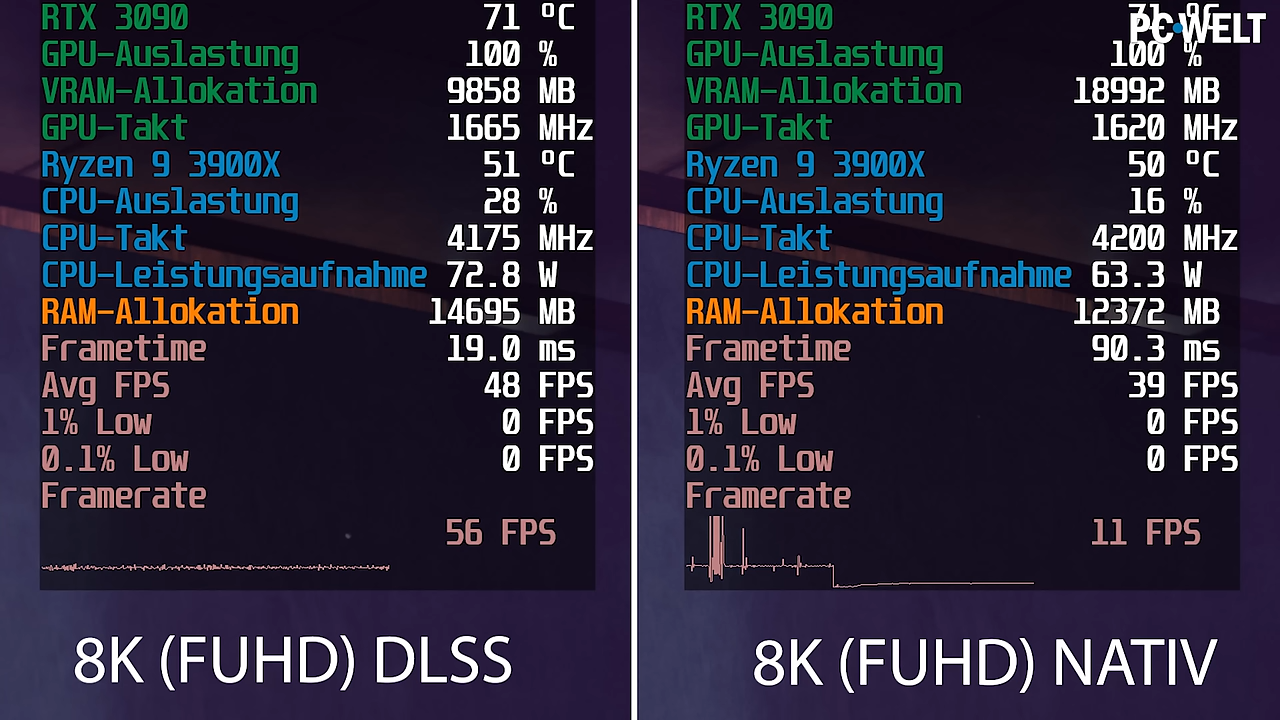 RTX 3090 71 ºC
GPU-Auslastung 100 %
VRAM-Allokation 9858 MB
GPU-Takt 1665 MHz
Ryzen 9 3900X 51 ºC
CPU-Auslastung 28 %
CPU-Takt 4175 MHz
CPU-Leistungsaufnahme 72.8 W
RAM-Allokation 14695 MB
Frametime 19.0 ms
Avg FPS 48 FPS
1% Low 0 FPS
0.1% Low 0 FPS
Framerate
56 FPS
8K (FUHD) DLSS
PC WELT
RTX 3090 71 ºC
GPU-Auslastung 100 %
VRAM-Allokation 18992 MB
GPU-Takt 1620 MHz
Ryzen 9 3900X 50 ºC
CPU-Auslastung 16 %
CPU-Takt 4200 MHz
CPU-Leistungsaufnahme 63.3 W
RAM-Allokation 12372 MB
Frametime 90.3 ms
Avg FPS 39 FPS
1% Low 0 FPS
0.1% Low 0 FPS
Framerate
11 FPS
8K (FUHD) NATIV